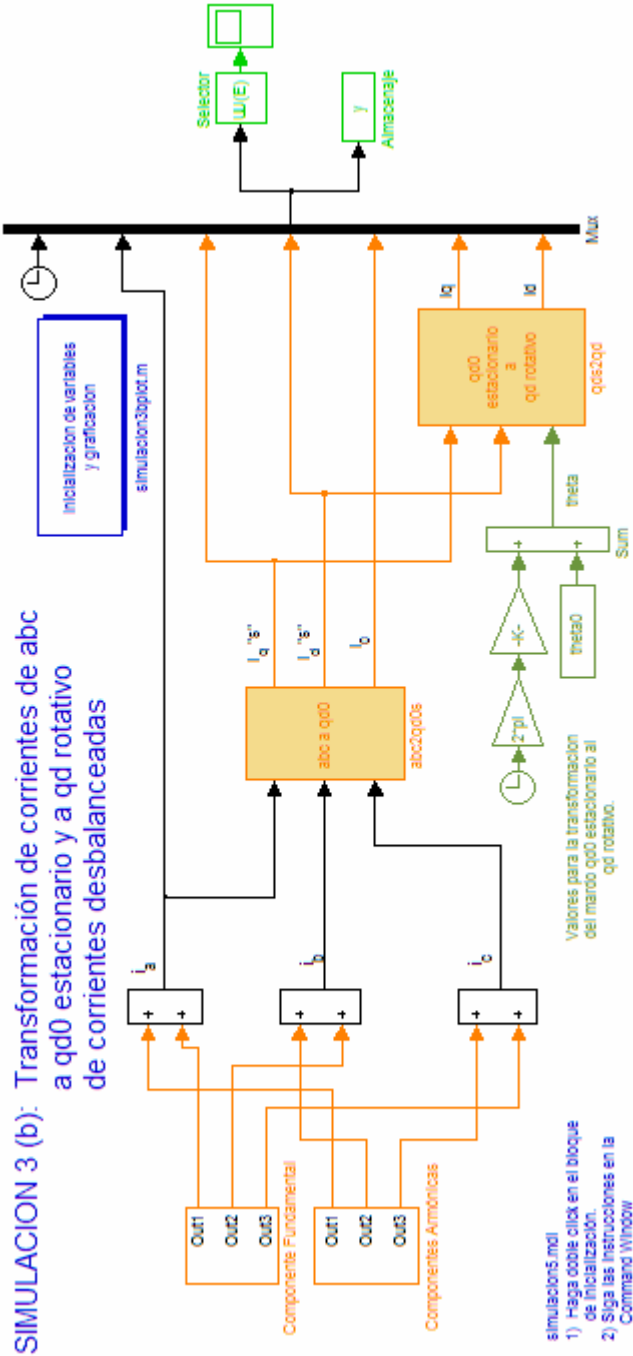 SIMULACION 3 (b): Transformación de corrientes de abc
a qd0 estacionario y a qd rotativo
de corrientes desbalanceadas
Inicializacion de variables
y graficacion
simulacion3bplot.m
Out1
Out2
Out3
Componente Fundamental
Out1
Out2
Out3
Componentes Armónicas
+
+
i_a
+
+
i_b
+
+
i_c
abc a qd0
abc2qd0s
I_q "s"
I_d "s"
I_0
2*pi
-K-
theta0
+
+
Sum
theta
Valores para la transformacion
del mardo qd0 estacionario al
qd rotativo.
qd0
estacionario
a
qd rotativo
qds2qd
Iq
Id
Mux
Selector
U(E)
y
Almacenaje
simulacion5.mdl
1) Haga doble click en el bloque
de Inicialización.
2) Siga las Instrucciones en la
Command Window